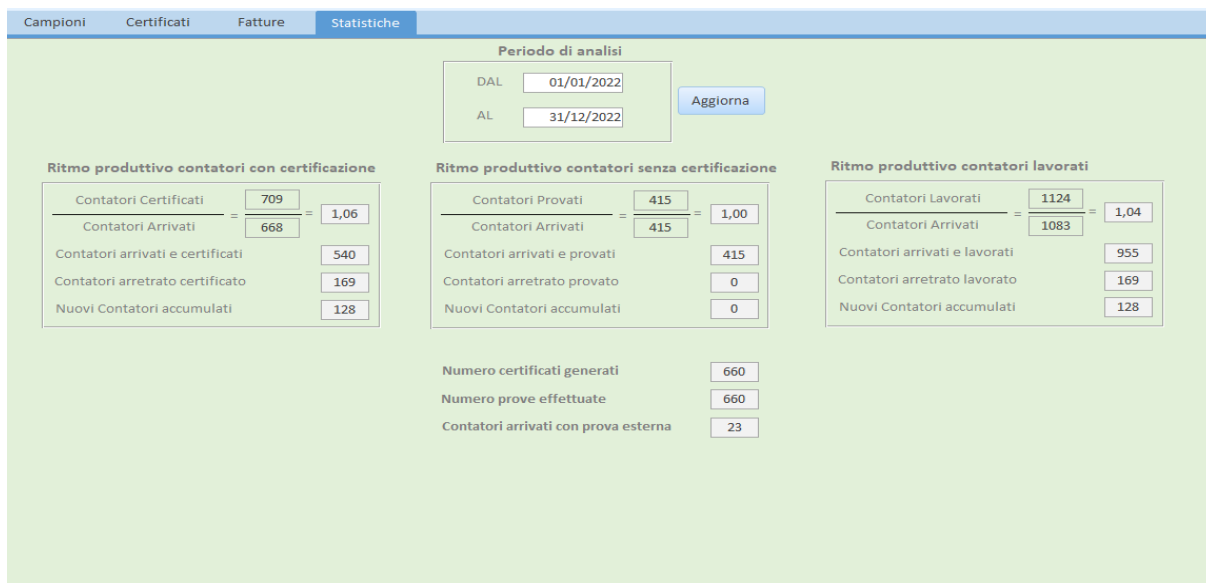 Campioni Certificati Fatture Statistiche
Periodo di analisi
DAL 01/01/2022
AL 31/12/2022
Aggiorna
Ritmo produttivo contatori con certificazione
Contatori Certificati 709
= = 1,06
Contatori Arrivati 668
Contatori arrivati e certificati 540
Contatori arretrato certificato 169
Nuovi Contatori accumulati 128
Ritmo produttivo contatori senza certificazione
Contatori Provati 415
= = 1,00
Contatori Arrivati 415
Contatori arrivati e provati 415
Contatori arretrato provato 0
Nuovi Contatori accumulati 0
Ritmo produttivo contatori lavorati
Contatori Lavorati 1124
= = 1,04
Contatori Arrivati 1083
Contatori arrivati e lavorati 955
Contatori arretrato lavorato 169
Nuovi Contatori accumulati 128
Numero certificati generati 660
Numero prove effettuate 660
Contatori arrivati con prova esterna 23